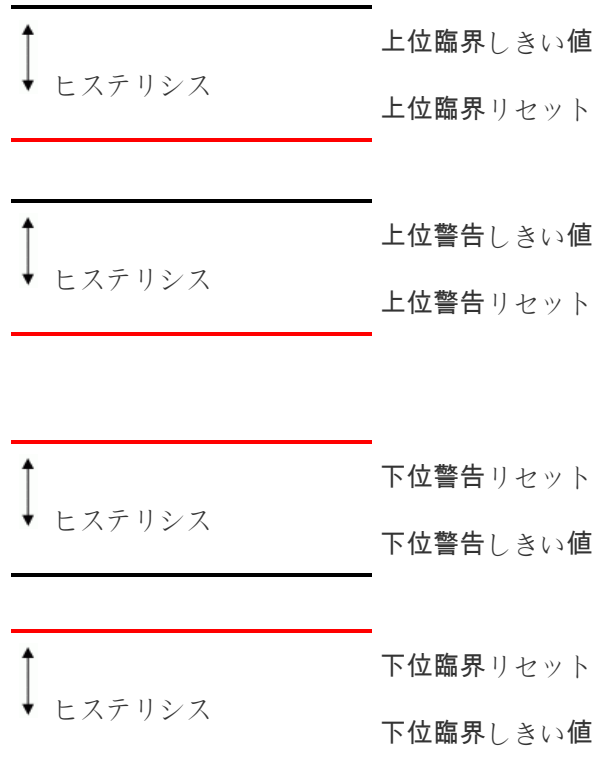 上位臨界しきい値
ヒステリシス
上位臨界リセット
上位警告しきい値
ヒステリシス
上位警告リセット
下位警告リセット
ヒステリシス
下位警告しきい値
下位臨界リセット
ヒステリシス
下位臨界しきい値